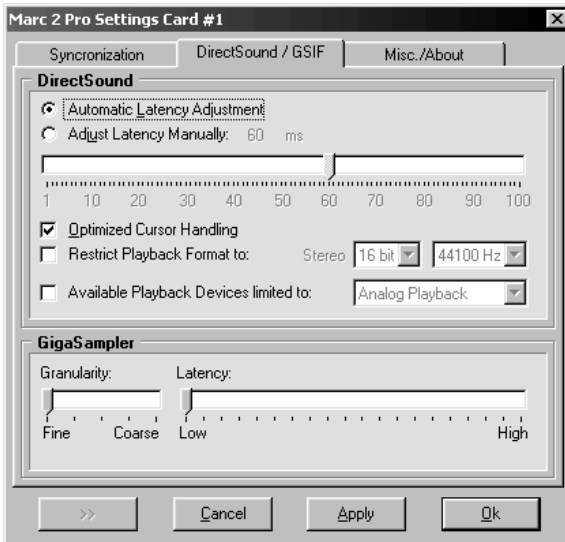 Marc 2 Pro Settings Card #1
Syncronization DirectSound / GSIF Misc./About
DirectSound
Automatic Latency Adjustment
Adjust Latency Manually: 60 ms
1 10 20 30 40 50 60 70 80 90 100
Optimized Cursor Handling
Restrict Playback Format to: Stereo 16 bit 44100 Hz
Available Playback Devices limited to: Analog Playback
GigaSampler
Granularity: Latency:
Fine Coarse Low High
>> Cancel Apply Ok